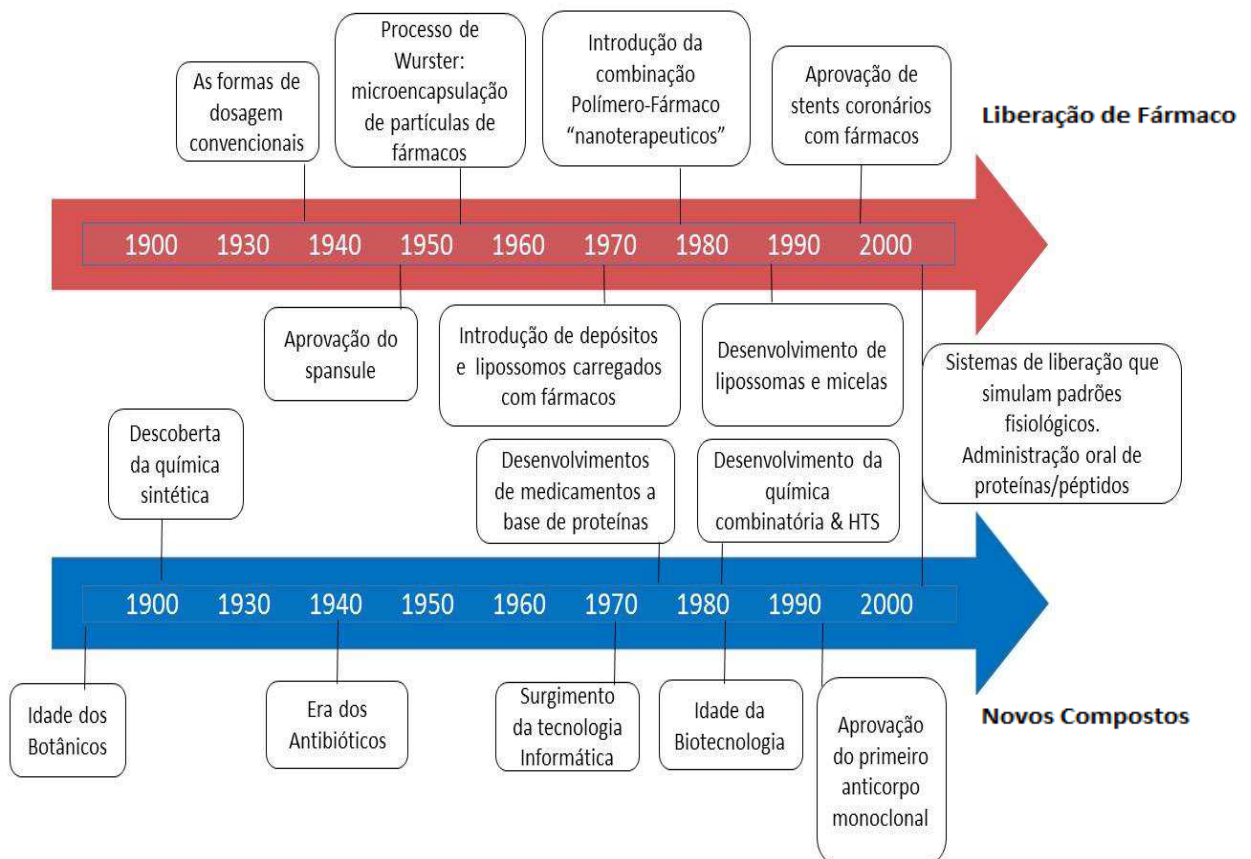 As formas de
dosagem
convencionais
Processo de
Wurster:
microencapsulação
de partículas de
fármacos
Introdução da
combinação
Polímero-Fármaco
“nanoterapeuticos”
Aprovação de
stents coronários
com fármacos
Liberação de Fármaco
1900 1930 1940 1950 1960 1970 1980 1990 2000
Aprovação do
spansule
Introdução de depósitos
e lipossomos carregados
com fármacos
Desenvolvimento de
lipossomas e micelas
Sistemas de liberação que
simulam padrões
fisiológicos.
Administração oral de
proteínas/péptidos
Descoberta
da química
sintética
Desenvolvimentos
de medicamentos a
base de proteínas
Desenvolvimento da
química
combinatória & HTS
1900 1930 1940 1950 1960 1970 1980 1990 2000
Idade dos
Botânicos
Era dos
Antibióticos
Surgimento
da tecnologia
Informática
Idade da
Biotecnologia
Aprovação
do primeiro
anticorpo
monoclonal
Novos Compostos